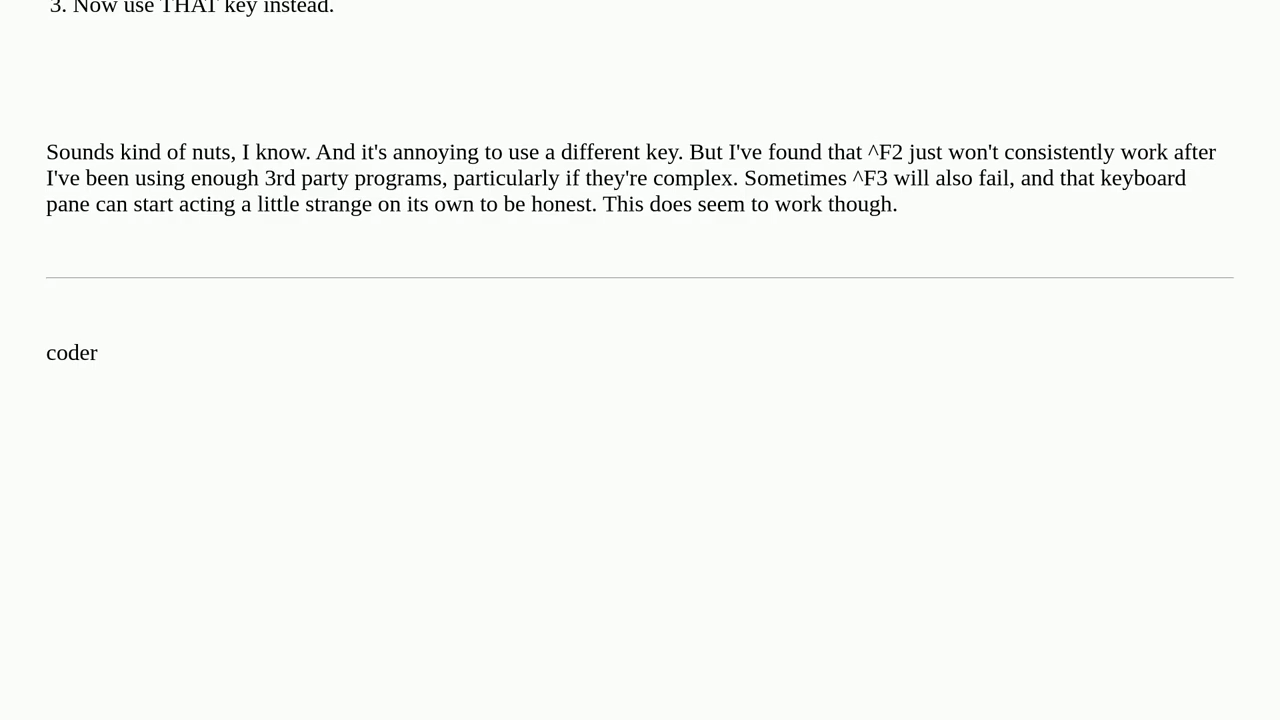 3. Now use THAT key instead.
Sounds kind of nuts, I know. And it's annoying to use a different key. But I've found that ^F2 just won't consistently work after
I've been using enough 3rd party programs, particularly if they're complex. Sometimes ^F3 will also fail, and that keyboard
pane can start acting a little strange on its own to be honest. This does seem to work though.
coder